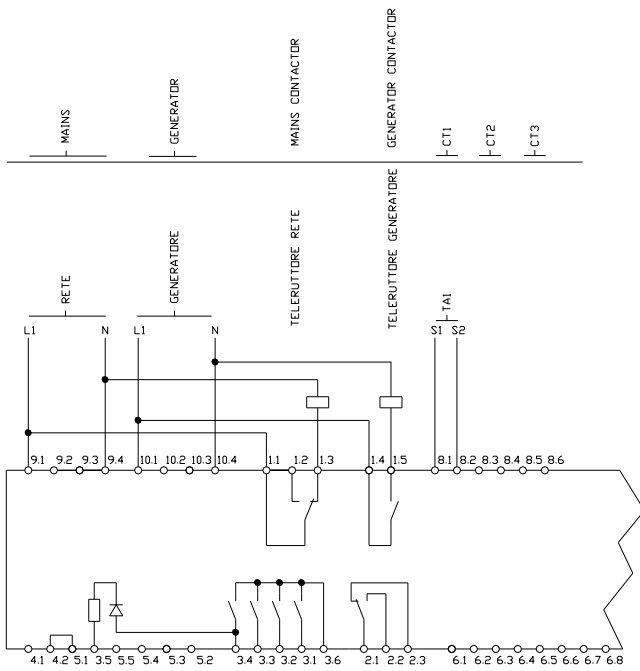 MAINS
GENERATOR
MAINS CONTACTOR
GENERATOR CONTACTOR
CT1
CT2
CT3
RETE
GENERATORE
TELERUTTORE RETE
TELERUTTORE GENERATORE
TA1
L1
N
L1
N
S1
S2
9.1 9.2 9.3 9.4 10.1 10.2 10.3 10.4 1.1 1.2 1.3 1.4 1.5 8.1 8.2 8.3 8.4 8.5 8.6
4.1 4.2 5.1 3.5 5.5 5.4 5.3 5.2 3.4 3.3 3.2 3.1 3.6 2.1 2.2 2.3 6.1 6.2 6.3 6.4 6.5 6.6 6.7 6.8